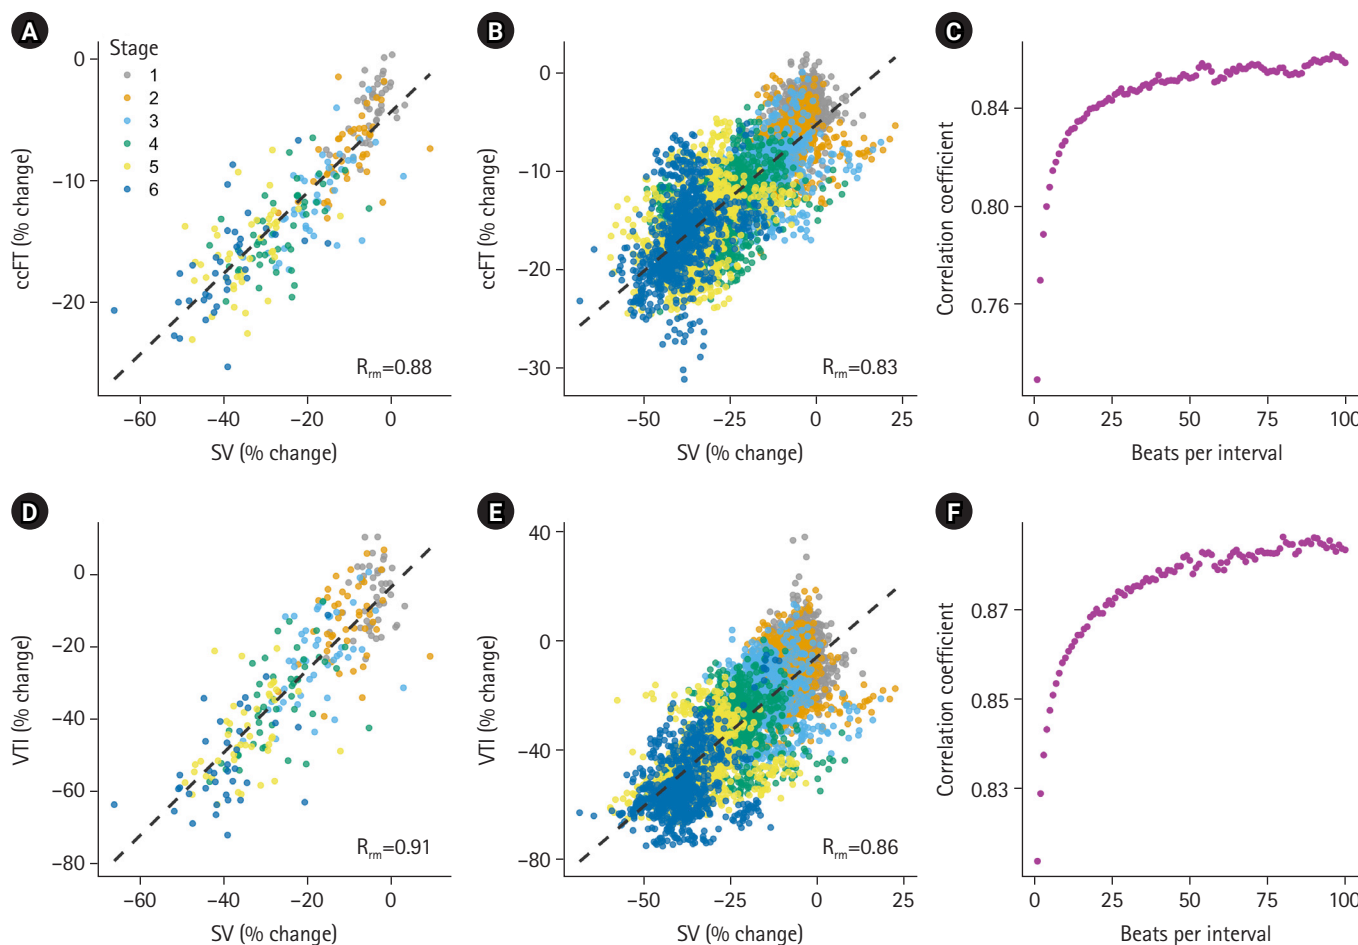 A
Stage
1
2
3
4
5
6
0
−10
−20
ccFT (% change)
R_rm=0.88
−60
−40
−20
0
SV (% change)
B
0
−10
−20
−30
ccFT (% change)
R_rm=0.83
−50
−25
0
25
SV (% change)
C
0.84
0.80
0.76
Correlation coefficient
0
25
50
75
100
Beats per interval
D
0
−20
−40
−60
−80
VTI (% change)
R_rm=0.91
−60
−40
−20
0
SV (% change)
E
40
20
0
−40
−80
VTI (% change)
R_rm=0.86
−50
−25
0
25
SV (% change)
F
0.87
0.85
0.83
Correlation coefficient
0
25
50
75
100
Beats per interval